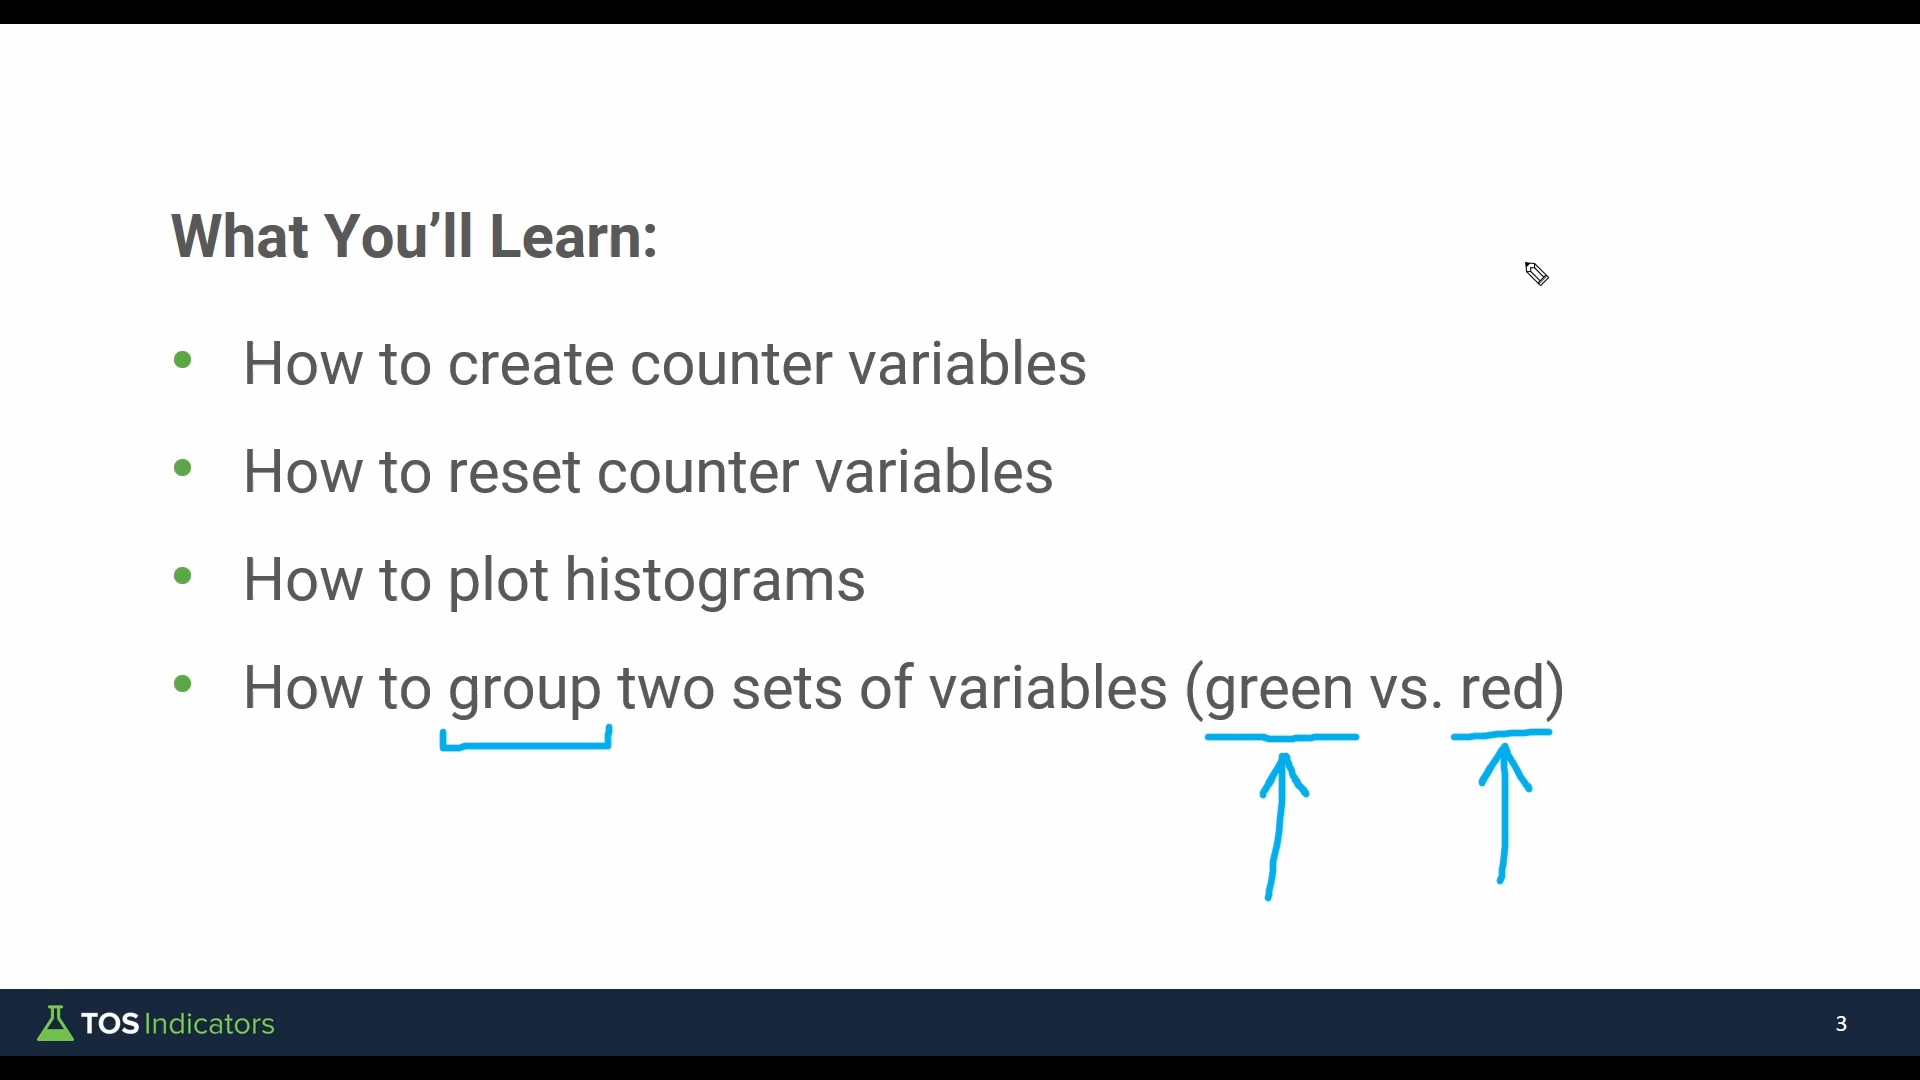 What You’ll Learn:
• How to create counter variables
• How to reset counter variables
• How to plot histograms
• How to group two sets of variables (green vs. red)
TOS Indicators
3